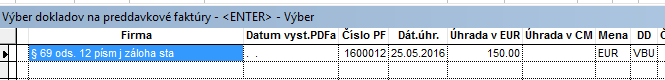 Výber dokladov na preddavkové faktúry - <ENTER> - Výber
Firma Datum vyst.PDFa Číslo PF Dát.úhr. Úhrada v EUR Úhrada v CM Mena DD
§ 69 ods. 12 písm j záloha sta . . 1600012 25.05.2016 150.00 EUR VBU